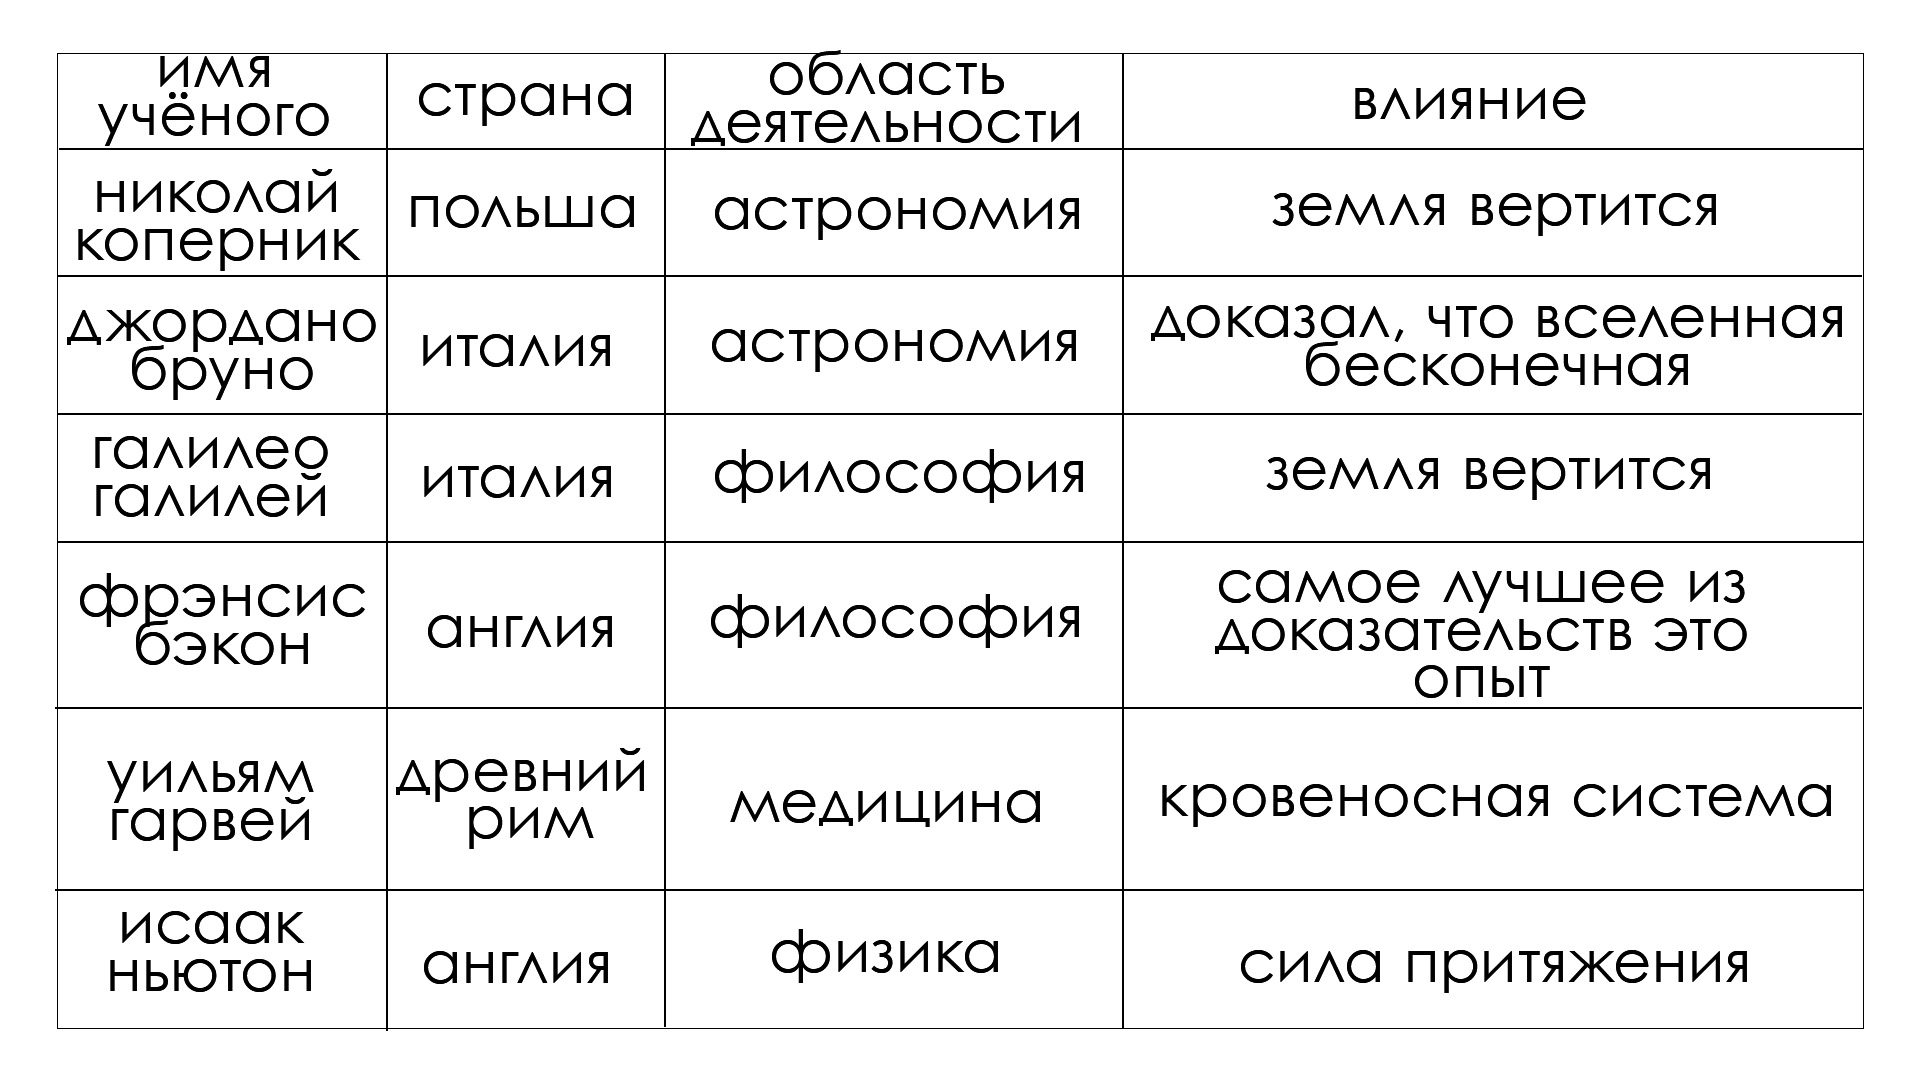 имя
учёного
страна
область
деятельности
влияние
николай
коперник
польша
астрономия
земля вертится
джордано
бруно
италия
астрономия
доказал, что вселенная
бесконечная
галилео
галилей
италия
философия
земля вертится
фрэнсис
бэкон
англия
философия
самое лучшее из
доказательств это
опыт
уильям
гарвей
древний
рим
медицина
кровеносная система
исаак
ньютон
англия
физика
сила притяжения